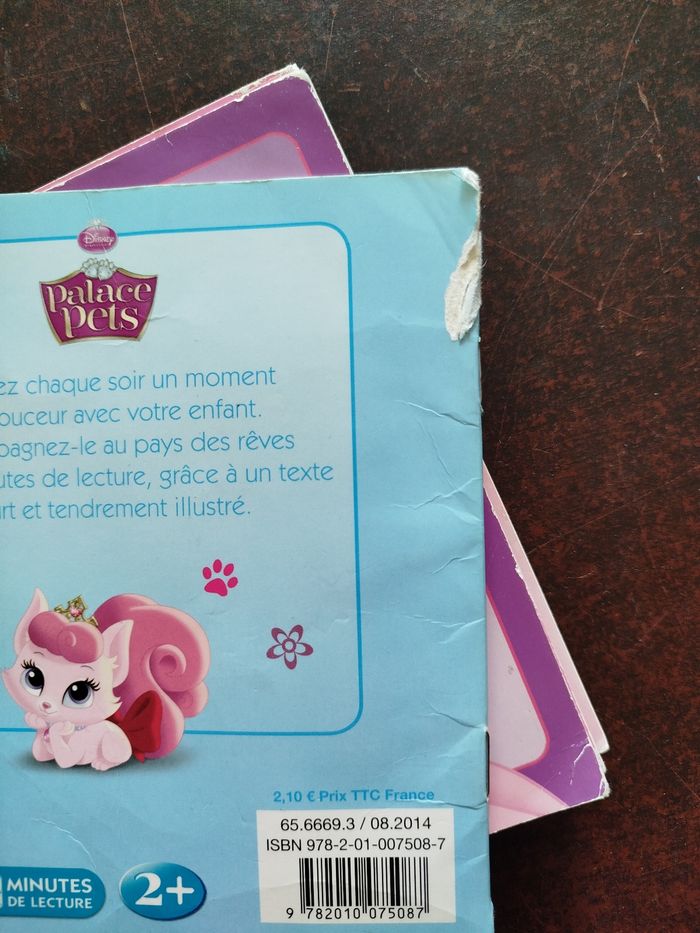 Disney
Palace
Pets
ez chaque soir un moment
ouceur avec votre enfant.
pagnez-le au pays des rêves
utes de lecture, grâce à un texte
rt et tendrement illustré.
2,10 € Prix TTC France
65.6669.3 / 08.2014
ISBN 978-2-01-007508-7
9 782010 075087
MINUTES
DE LECTURE
2+